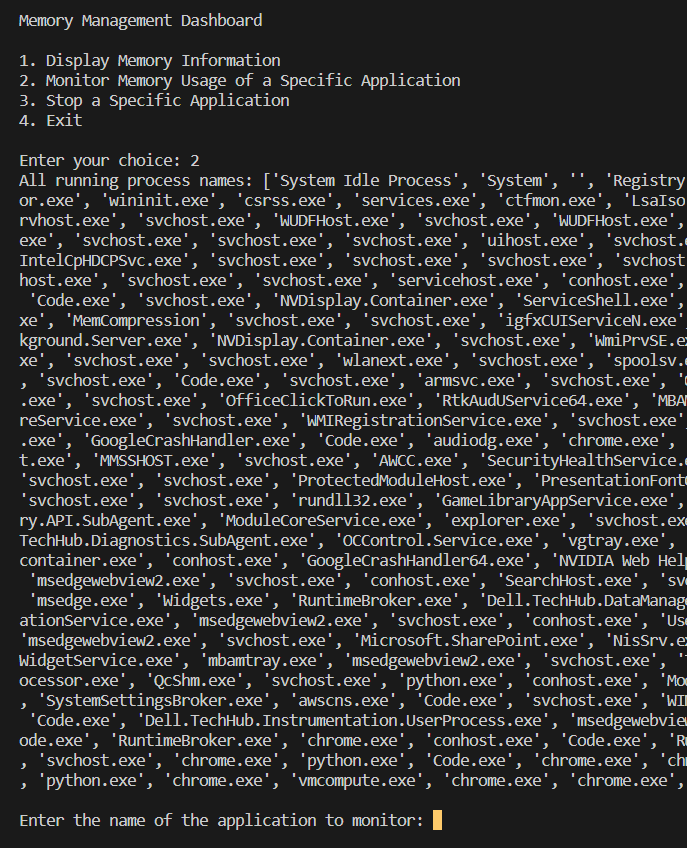 Memory Management Dashboard
1. Display Memory Information
2. Monitor Memory Usage of a Specific Application
3. Stop a Specific Application
4. Exit
Enter your choice: 2
All running process names: ['System Idle Process', 'System', '', 'Registry
or.exe', 'wininit.exe', 'csrss.exe', 'services.exe', 'ctfmon.exe', 'LsaIso
rvhost.exe', 'svchost.exe', 'WUDFHost.exe', 'svchost.exe', 'WUDFHost.exe',
exe', 'svchost.exe', 'svchost.exe', 'svchost.exe', 'uihost.exe', 'svchost.
IntelCpHDCPSvc.exe', 'svchost.exe', 'svchost.exe', 'svchost.exe', 'svchost
host.exe', 'svchost.exe', 'svchost.exe', 'servicehost.exe', 'conhost.exe',
'Code.exe', 'svchost.exe', 'NVDisplay.Container.exe', 'ServiceShell.exe',
xe', 'MemCompression', 'svchost.exe', 'svchost.exe', 'igfxCUIServiceN.exe'
kground.Server.exe', 'NVDisplay.Container.exe', 'svchost.exe', 'WmiPrvSE.ex
xe', 'svchost.exe', 'svchost.exe', 'wlanext.exe', 'svchost.exe', 'spoolsv.e
, 'svchost.exe', 'Code.exe', 'svchost.exe', 'armsvc.exe', 'svchost.exe', '
.exe', 'svchost.exe', 'OfficeClickToRun.exe', 'RtkAudUService64.exe', 'MBAM
reService.exe', 'svchost.exe', 'WMIRegistrationService.exe', 'svchost.exe'
.exe', 'GoogleCrashHandler.exe', 'Code.exe', 'audiodg.exe', 'chrome.exe',
t.exe', 'MMSSHOST.exe', 'svchost.exe', 'AWCC.exe', 'SecurityHealthService.e
'svchost.exe', 'svchost.exe', 'ProtectedModuleHost.exe', 'PresentationFontC
'svchost.exe', 'svchost.exe', 'rundll32.exe', 'GameLibraryAppService.exe',
ry.API.SubAgent.exe', 'ModuleCoreService.exe', 'explorer.exe', 'svchost.exe
TechHub.Diagnostics.SubAgent.exe', 'OCControl.Service.exe', 'vgtray.exe',
container.exe', 'conhost.exe', 'GoogleCrashHandler64.exe', 'NVIDIA Web Help
'msedgewebview2.exe', 'svchost.exe', 'conhost.exe', 'SearchHost.exe', 'svc
'msedge.exe', 'Widgets.exe', 'RuntimeBroker.exe', 'Dell.TechHub.DataManage
ationService.exe', 'msedgewebview2.exe', 'svchost.exe', 'conhost.exe', 'Use
'msedgewebview2.exe', 'svchost.exe', 'Microsoft.SharePoint.exe', 'NisSrv.ex
WidgetService.exe', 'mbamtray.exe', 'msedgewebview2.exe', 'svchost.exe', '
ocessor.exe', 'QcShm.exe', 'svchost.exe', 'python.exe', 'conhost.exe', 'Mod
, 'SystemSettingsBroker.exe', 'awscns.exe', 'Code.exe', 'svchost.exe', 'WIN
'Code.exe', 'Dell.TechHub.Instrumentation.UserProcess.exe', 'msedgewebview
ode.exe', 'RuntimeBroker.exe', 'chrome.exe', 'conhost.exe', 'Code.exe', 'Ru
, 'svchost.exe', 'chrome.exe', 'python.exe', 'Code.exe', 'chrome.exe', 'chr
, 'python.exe', 'chrome.exe', 'vmcompute.exe', 'chrome.exe', 'chrome.exe',
Enter the name of the application to monitor: